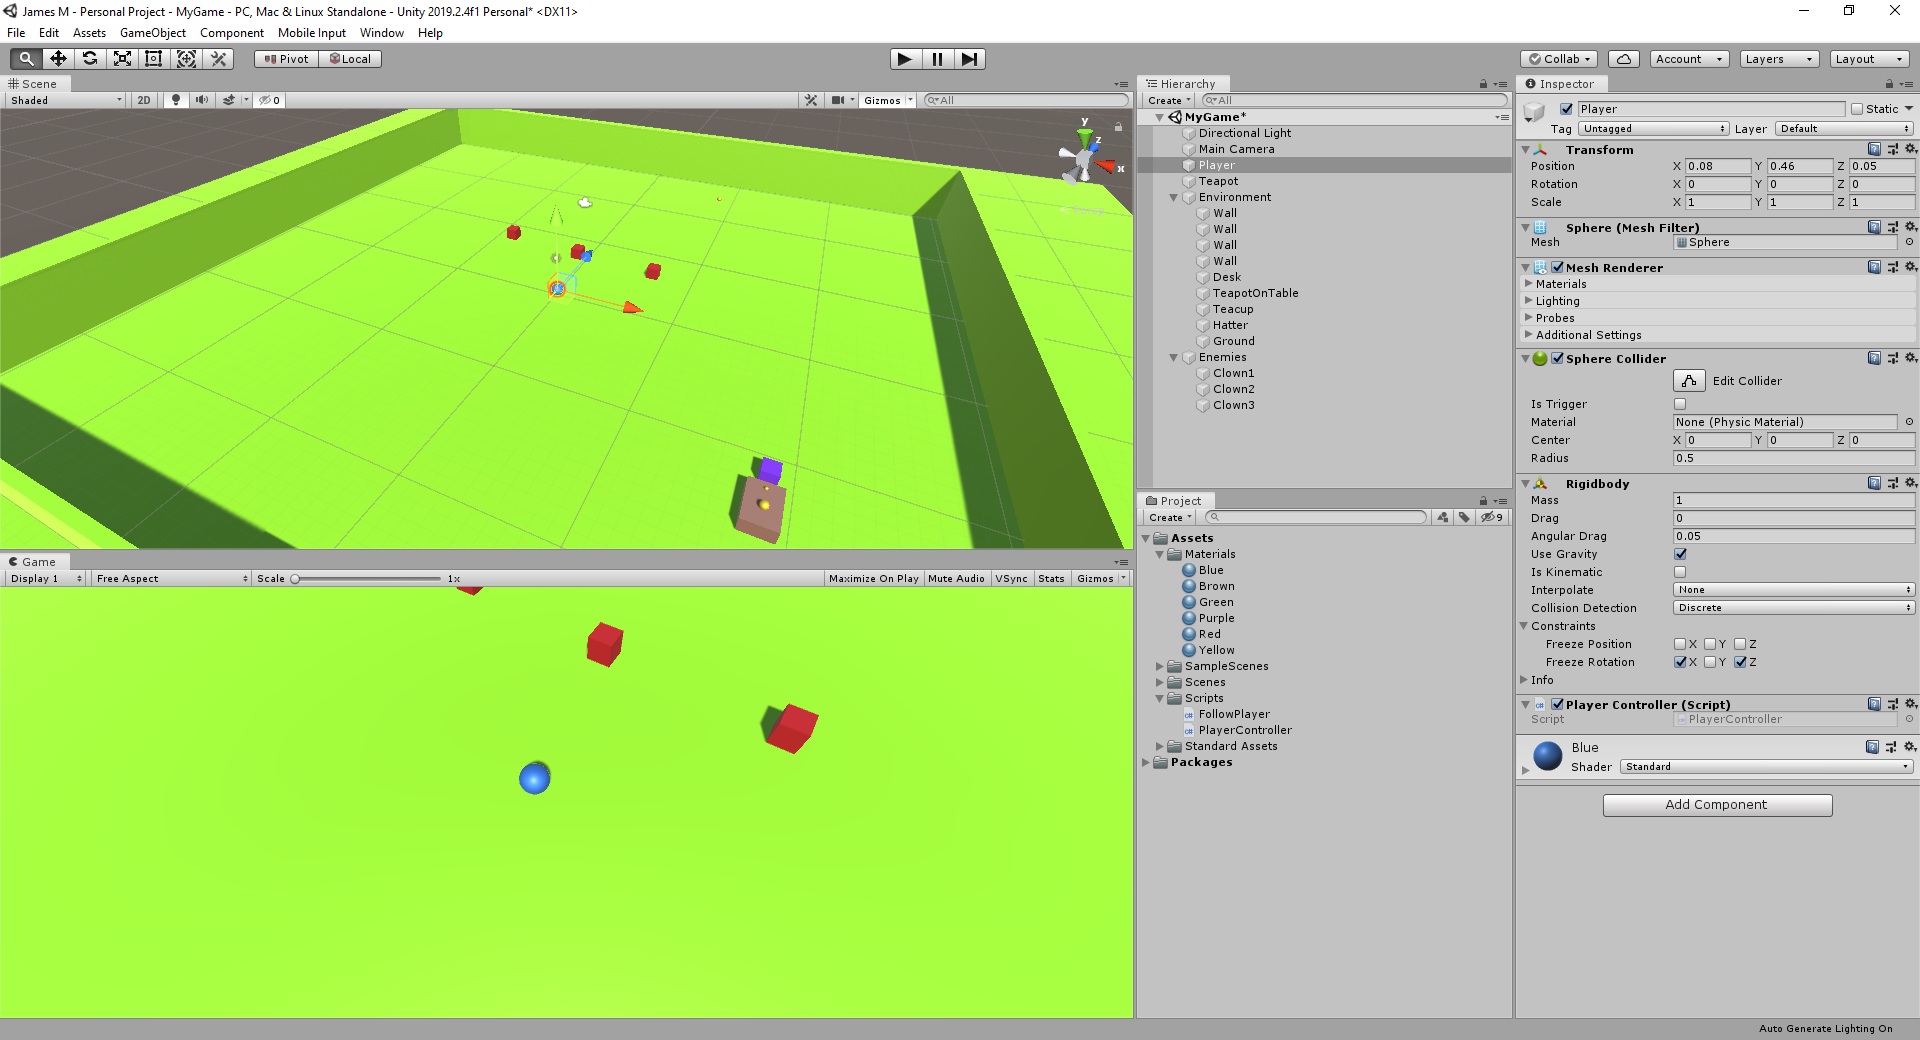 James M - Personal Project - MyGame - PC, Mac & Linux Standalone - Unity 2019.2.4f1 Personal* <DX11>
File Edit Assets GameObject Component Mobile Input Window Help
Pivot Local
Collab Account Layers Layout
Scene
Shaded 2D 0 Gizmos All
y
z
x
Game
Display 1 Free Aspect Scale 1x Maximize On Play Mute Audio VSync Stats Gizmos
Hierarchy
Create All
MyGame*
Directional Light
Main Camera
Player
Teapot
Environment
Wall
Wall
Wall
Wall
Desk
TeapotOnTable
Teacup
Hatter
Ground
Enemies
Clown1
Clown2
Clown3
Project
Create 9
Assets
Materials
Blue
Brown
Green
Purple
Red
Yellow
SampleScenes
Scenes
Scripts
FollowPlayer
PlayerController
Standard Assets
Packages
Inspector
Player Static
Tag Untagged Layer Default
Transform
Position X 0.08 Y 0.46 Z 0.05
Rotation X 0 Y 0 Z 0
Scale X 1 Y 1 Z 1
Sphere (Mesh Filter)
Mesh Sphere
Mesh Renderer
Materials
Lighting
Probes
Additional Settings
Sphere Collider
Edit Collider
Is Trigger
Material None (Physic Material)
Center X 0 Y 0 Z 0
Radius 0.5
Rigidbody
Mass 1
Drag 0
Angular Drag 0.05
Use Gravity
Is Kinematic
Interpolate None
Collision Detection Discrete
Constraints
Freeze Position X Y Z
Freeze Rotation X Y Z
Info
Player Controller (Script)
Script PlayerController
Blue
Shader Standard
Add Component
Auto Generate Lighting On